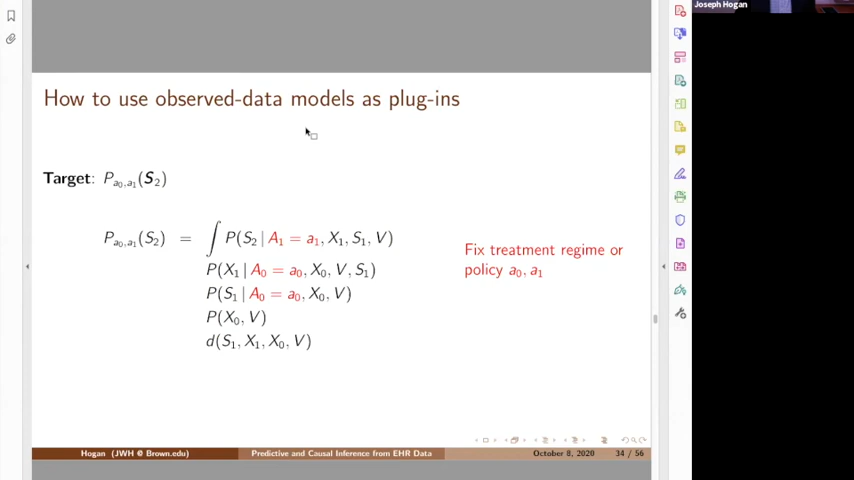 Joseph Hogan
How to use observed-data models as plug-ins
Target: P_{a_0,a_1}(S_2)
P_{a_0,a_1}(S_2) = ∫ P(S_2 | A_1 = a_1, X_1, S_1, V)
P(X_1 | A_0 = a_0, X_0, V, S_1)
P(S_1 | A_0 = a_0, X_0, V)
P(X_0, V)
d(S_1, X_1, X_0, V)
Fix treatment regime or
policy a_0, a_1
Hogan (JWH @ Brown.edu) Predictive and Causal Inference from EHR Data October 8, 2020 34 / 56